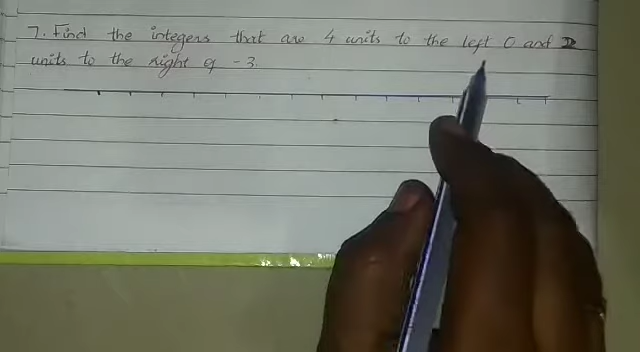 7. Find the integers that are 4 units to the left 0 and 2
units to the right of -3.